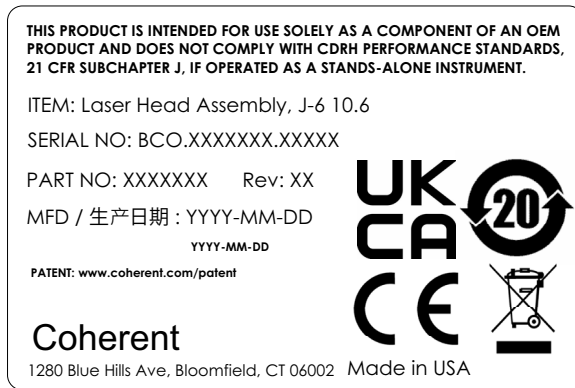 THIS PRODUCT IS INTENDED FOR USE SOLELY AS A COMPONENT OF AN OEM
PRODUCT AND DOES NOT COMPLY WITH CDRH PERFORMANCE STANDARDS,
21 CFR SUBCHAPTER J, IF OPERATED AS A STANDS-ALONE INSTRUMENT.
ITEM: Laser Head Assembly, J-6 10.6
SERIAL NO: BCO.XXXXXXX.XXXXX
PART NO: XXXXXXX Rev: XX
MFD / 生产日期 : YYYY-MM-DD
YYYY-MM-DD
PATENT: www.coherent.com/patent
UK
CA
20
CE
Coherent
1280 Blue Hills Ave, Bloomfield, CT 06002 Made in USA